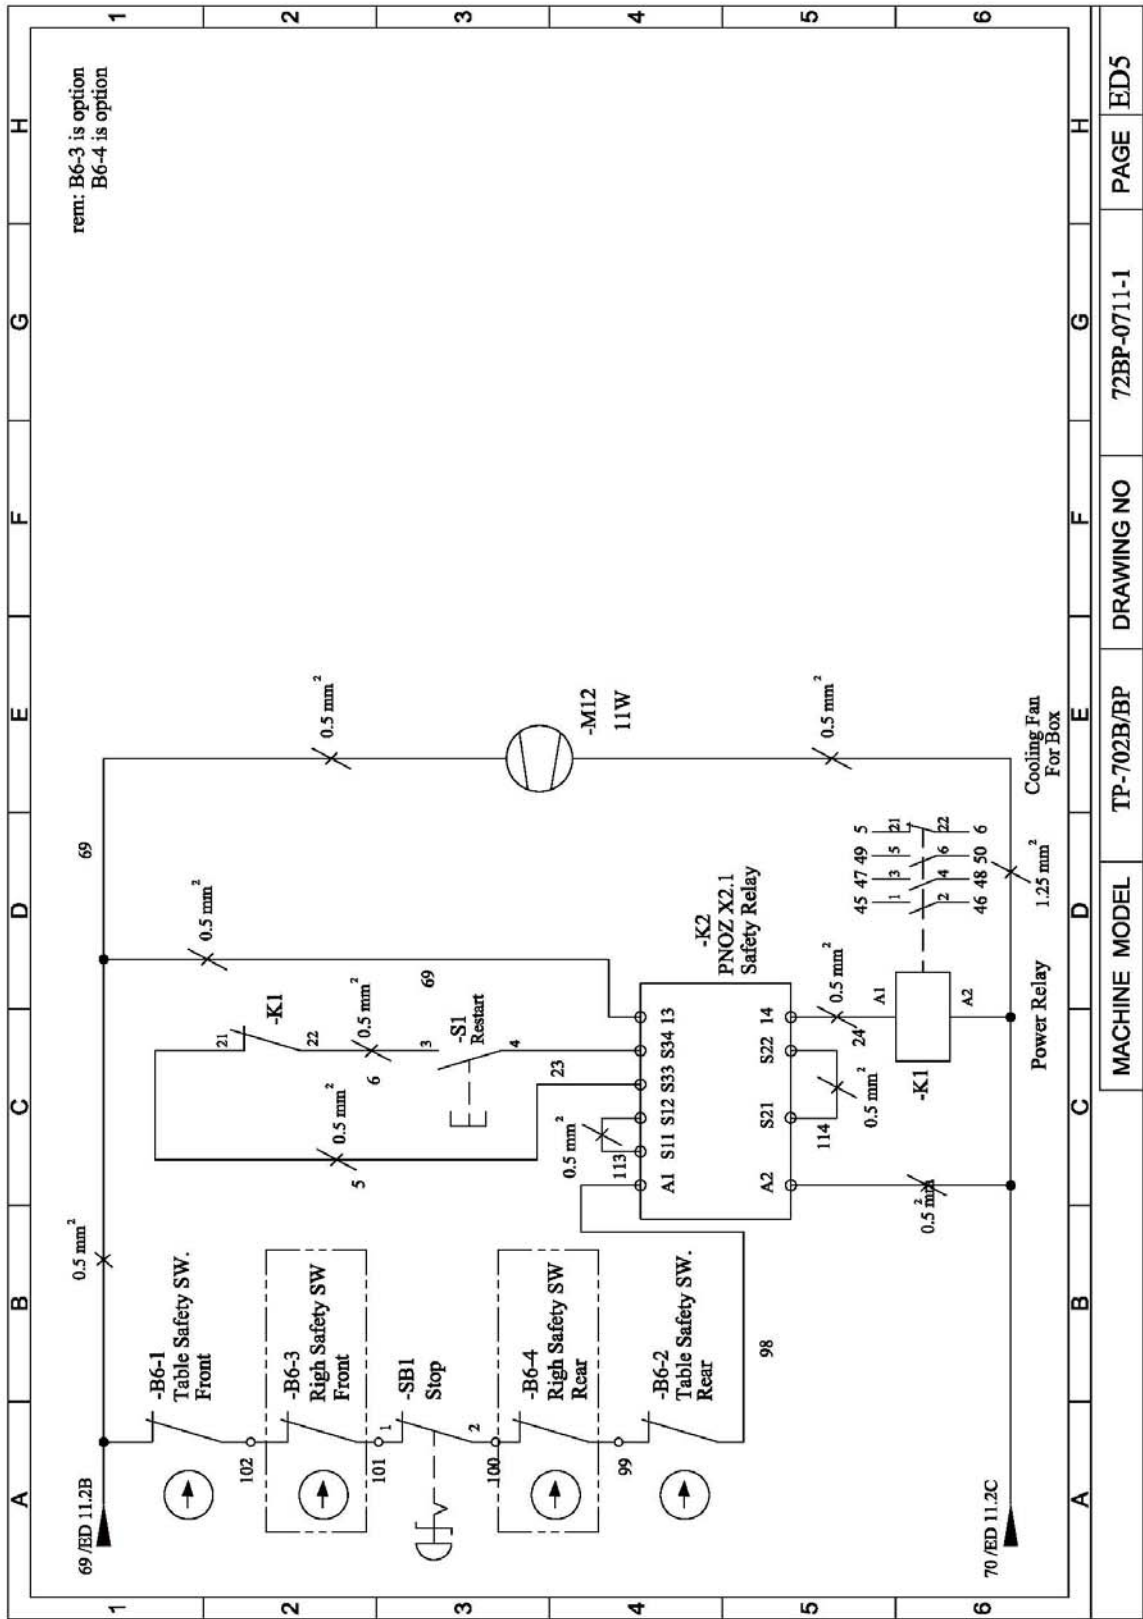 A
B
C
D
E
F
G
H
1
2
3
4
5
6
1
2
3
4
5
6
A
B
C
D
E
F
G
H
rem: B6-3 is option
B6-4 is option
69 /ED 11.2B
0.5 mm²
69
-B6-1
Table Safety SW.
Front
102
-B6-3
Righ Safety SW
Front
101
1
-SB1
Stop
2
100
-B6-4
Righ Safety SW
Rear
99
-B6-2
Table Safety SW.
Rear
98
0.5 mm²
5
21
-K1
22
0.5 mm²
6
3
-S1
Restart
4
23
0.5 mm²
69
0.5 mm²
113
A1 S11 S12 S33 S34 13
-K2
PNOZ X2.1
Safety Relay
A2 S21 S22 14
114
0.5 mm²
0.5 mm²
24
0.5 mm²
A1
-K1
A2
45 47 49 5
1 3 5 21
2 4 6 22
46 48 50 6
0.5 mm²
-M12
11W
0.5 mm²
1.25 mm²
70 /ED 11.2C
Power Relay
Cooling Fan
For Box
MACHINE MODEL TP-702B/BP DRAWING NO 72BP-0711-1 PAGE ED5